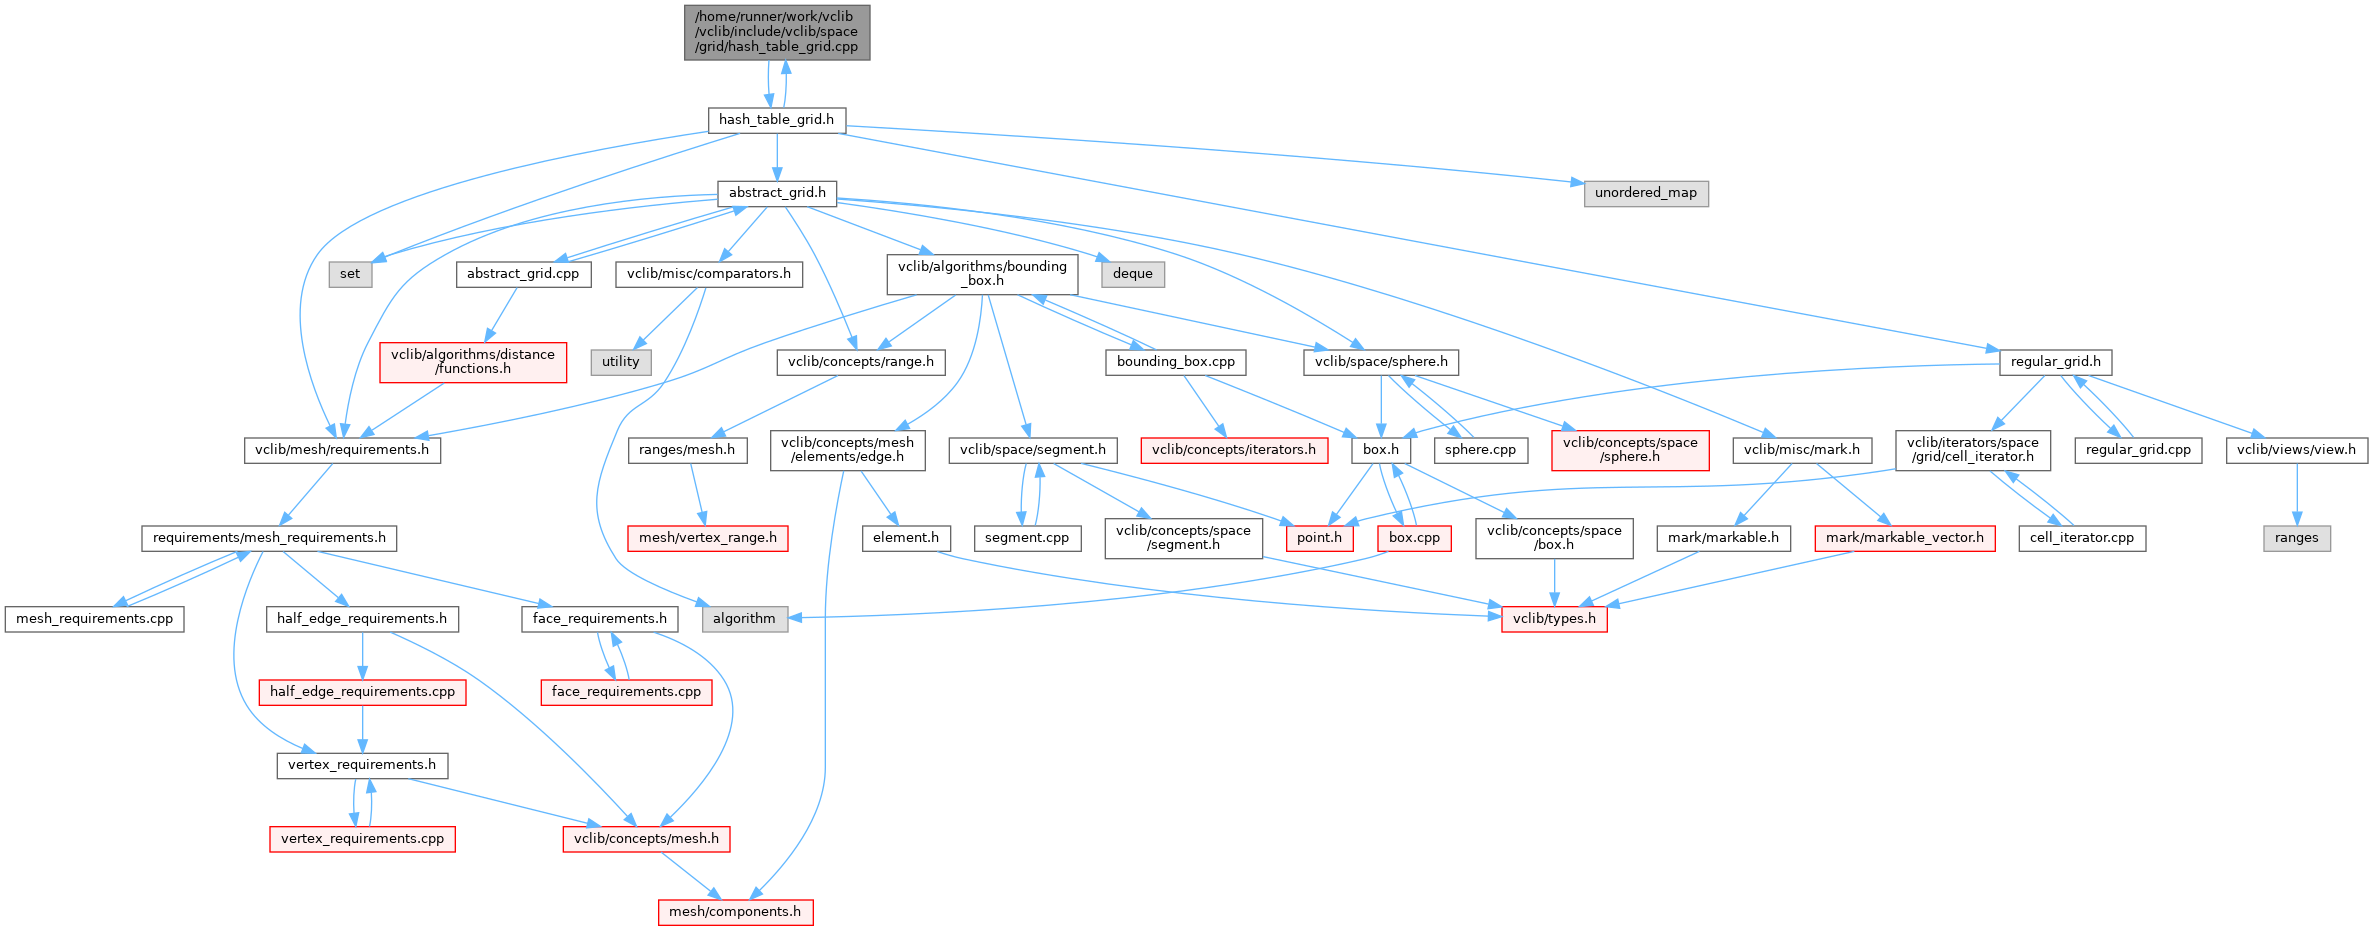 /home/runner/work/vclib
/vclib/include/vclib/space
/grid/hash_table_grid.cpp
hash_table_grid.h
abstract_grid.h
unordered_map
set
abstract_grid.cpp
vclib/misc/comparators.h
vclib/algorithms/bounding
_box.h
deque
vclib/algorithms/distance
/functions.h
utility
vclib/concepts/range.h
bounding_box.cpp
vclib/space/sphere.h
regular_grid.h
vclib/mesh/requirements.h
ranges/mesh.h
vclib/concepts/mesh
/elements/edge.h
vclib/space/segment.h
vclib/concepts/iterators.h
box.h
sphere.cpp
vclib/concepts/space
/sphere.h
vclib/misc/mark.h
vclib/iterators/space
/grid/cell_iterator.h
regular_grid.cpp
vclib/views/view.h
requirements/mesh_requirements.h
mesh/vertex_range.h
element.h
segment.cpp
vclib/concepts/space
/segment.h
point.h
box.cpp
vclib/concepts/space
/box.h
mark/markable.h
mark/markable_vector.h
cell_iterator.cpp
ranges
mesh_requirements.cpp
half_edge_requirements.h
face_requirements.h
algorithm
vclib/types.h
half_edge_requirements.cpp
face_requirements.cpp
vertex_requirements.h
vertex_requirements.cpp
vclib/concepts/mesh.h
mesh/components.h